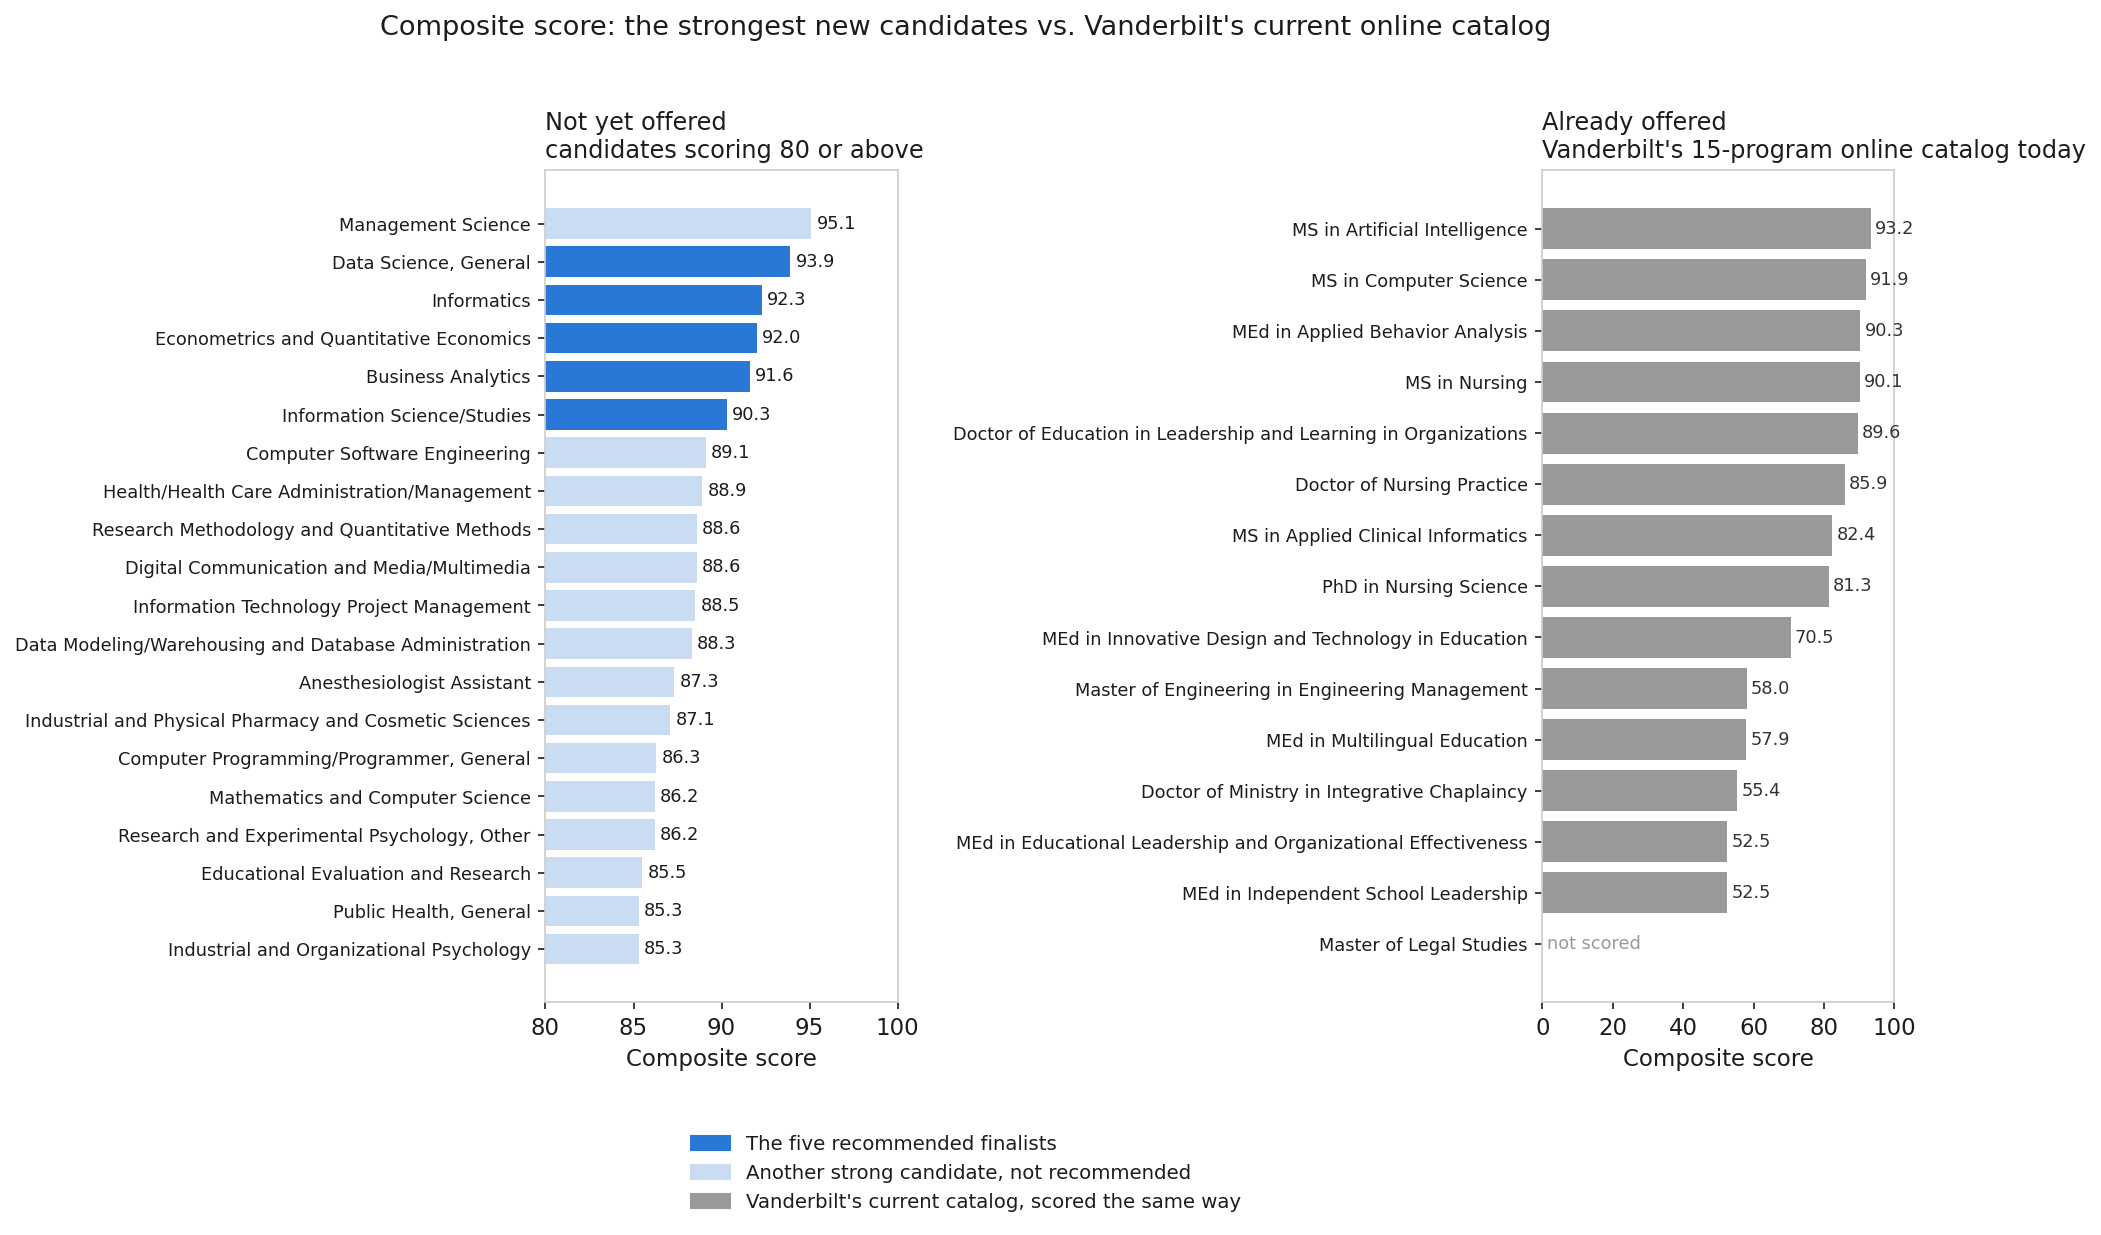 Composite score: the strongest new candidates vs. Vanderbilt's current online catalog
Not yet offered
candidates scoring 80 or above
Management Science 95.1
Data Science, General 93.9
Informatics 92.3
Econometrics and Quantitative Economics 92.0
Business Analytics 91.6
Information Science/Studies 90.3
Computer Software Engineering 89.1
Health/Health Care Administration/Management 88.9
Research Methodology and Quantitative Methods 88.6
Digital Communication and Media/Multimedia 88.6
Information Technology Project Management 88.5
Data Modeling/Warehousing and Database Administration 88.3
Anesthesiologist Assistant 87.3
Industrial and Physical Pharmacy and Cosmetic Sciences 87.1
Computer Programming/Programmer, General 86.3
Mathematics and Computer Science 86.2
Research and Experimental Psychology, Other 86.2
Educational Evaluation and Research 85.5
Public Health, General 85.3
Industrial and Organizational Psychology 85.3
80 85 90 95 100
Composite score
Already offered
Vanderbilt's 15-program online catalog today
MS in Artificial Intelligence 93.2
MS in Computer Science 91.9
MEd in Applied Behavior Analysis 90.3
MS in Nursing 90.1
Doctor of Education in Leadership and Learning in Organizations 89.6
Doctor of Nursing Practice 85.9
MS in Applied Clinical Informatics 82.4
PhD in Nursing Science 81.3
MEd in Innovative Design and Technology in Education 70.5
Master of Engineering in Engineering Management 58.0
MEd in Multilingual Education 57.9
Doctor of Ministry in Integrative Chaplaincy 55.4
MEd in Educational Leadership and Organizational Effectiveness 52.5
MEd in Independent School Leadership 52.5
Master of Legal Studies not scored
0 20 40 60 80 100
Composite score
The five recommended finalists
Another strong candidate, not recommended
Vanderbilt's current catalog, scored the same way